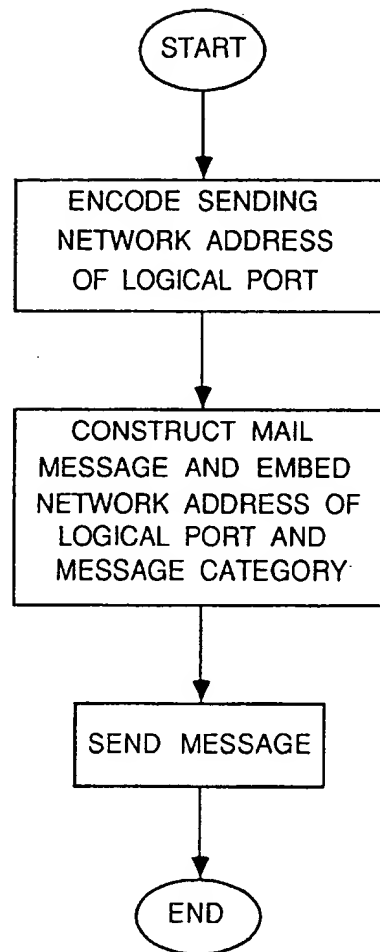 START
ENCODE SENDING
NETWORK ADDRESS
OF LOGICAL PORT
CONSTRUCT MAIL
MESSAGE AND EMBED
NETWORK ADDRESS OF
LOGICAL PORT AND
MESSAGE CATEGORY
SEND MESSAGE
END